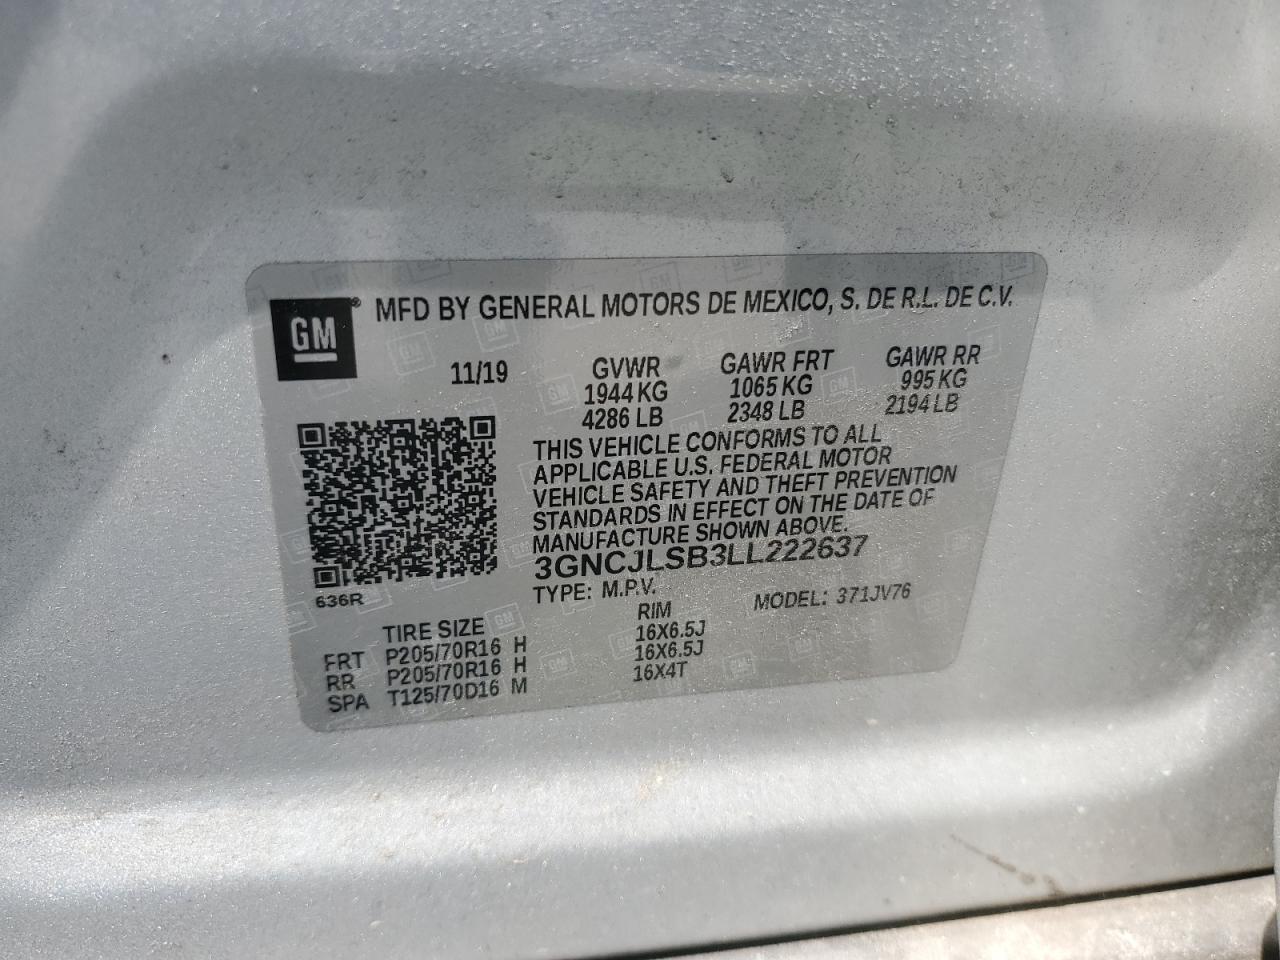 GM® MFD BY GENERAL MOTORS DE MEXICO, S. DE R.L. DE C.V.
11/19 GVWR GAWR FRT GAWR RR
1944 KG 1065 KG 995 KG
4286 LB 2348 LB 2194 LB
THIS VEHICLE CONFORMS TO ALL
APPLICABLE U.S. FEDERAL MOTOR
VEHICLE SAFETY AND THEFT PREVENTION
STANDARDS IN EFFECT ON THE DATE OF
MANUFACTURE SHOWN ABOVE.
3GNCJLSB3LL222637
636R
TYPE: M.P.V. MODEL: 371JV76
TIRE SIZE RIM
FRT P205/70R16 H 16X6.5J
RR P205/70R16 H 16X6.5J
SPA T125/70D16 M 16X4T